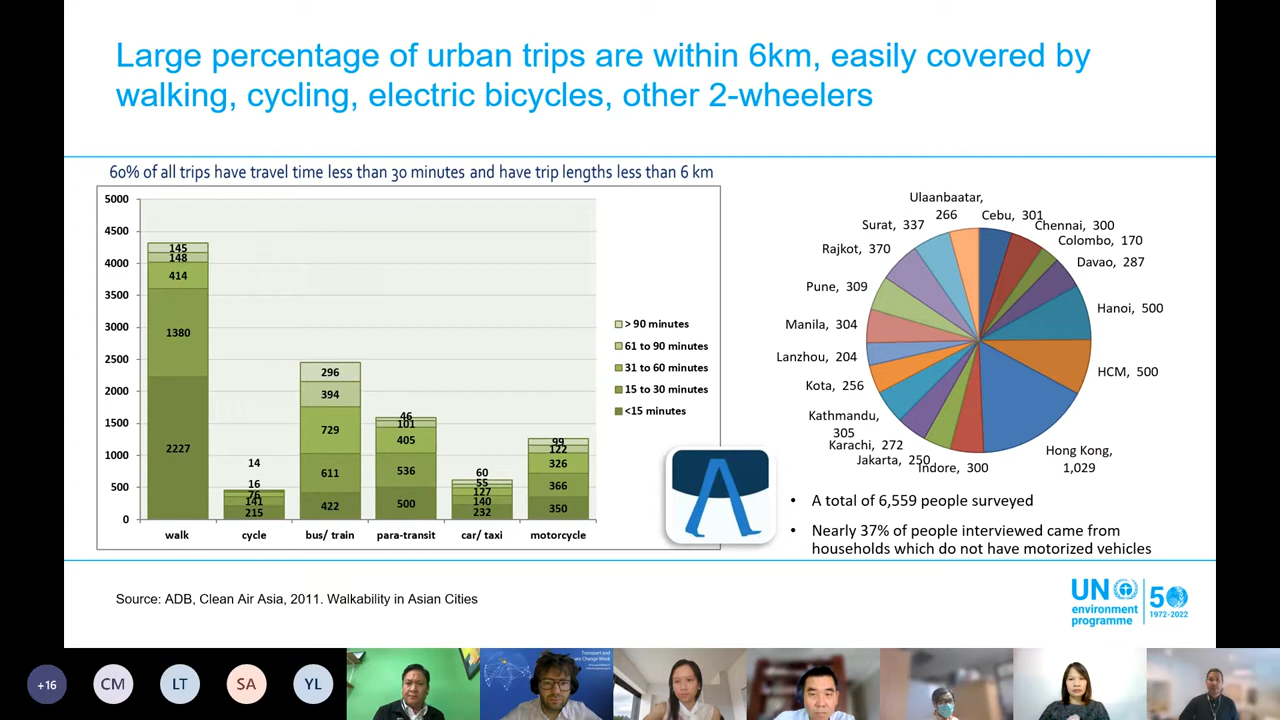 Large percentage of urban trips are within 6km, easily covered by
walking, cycling, electric bicycles, other 2-wheelers
60% of all trips have travel time less than 30 minutes and have trip lengths less than 6 km
5000
4500
4000
3500
3000
2500
2000
1500
1000
500
0
145
148
414
1380
2227
14
16
76
141
215
296
394
729
611
422
46
101
405
536
500
60
55
127
140
232
99
122
326
366
350
walk
cycle
bus/ train
para-transit
car/ taxi
motorcycle
> 90 minutes
61 to 90 minutes
31 to 60 minutes
15 to 30 minutes
<15 minutes
Ulaanbaatar,
266
Cebu, 301
Chennai, 300
Colombo, 170
Davao, 287
Hanoi, 500
HCM, 500
Hong Kong,
1,029
Indore, 300
Jakarta, 250
Karachi, 272
Kathmandu,
305
Kota, 256
Lanzhou, 204
Manila, 304
Pune, 309
Rajkot, 370
Surat, 337
• A total of 6,559 people surveyed
• Nearly 37% of people interviewed came from
households which do not have motorized vehicles
Source: ADB, Clean Air Asia, 2011. Walkability in Asian Cities
UN
environment
programme
50
1972-2022
+16
CM
LT
SA
YL
Transport and
Change Week